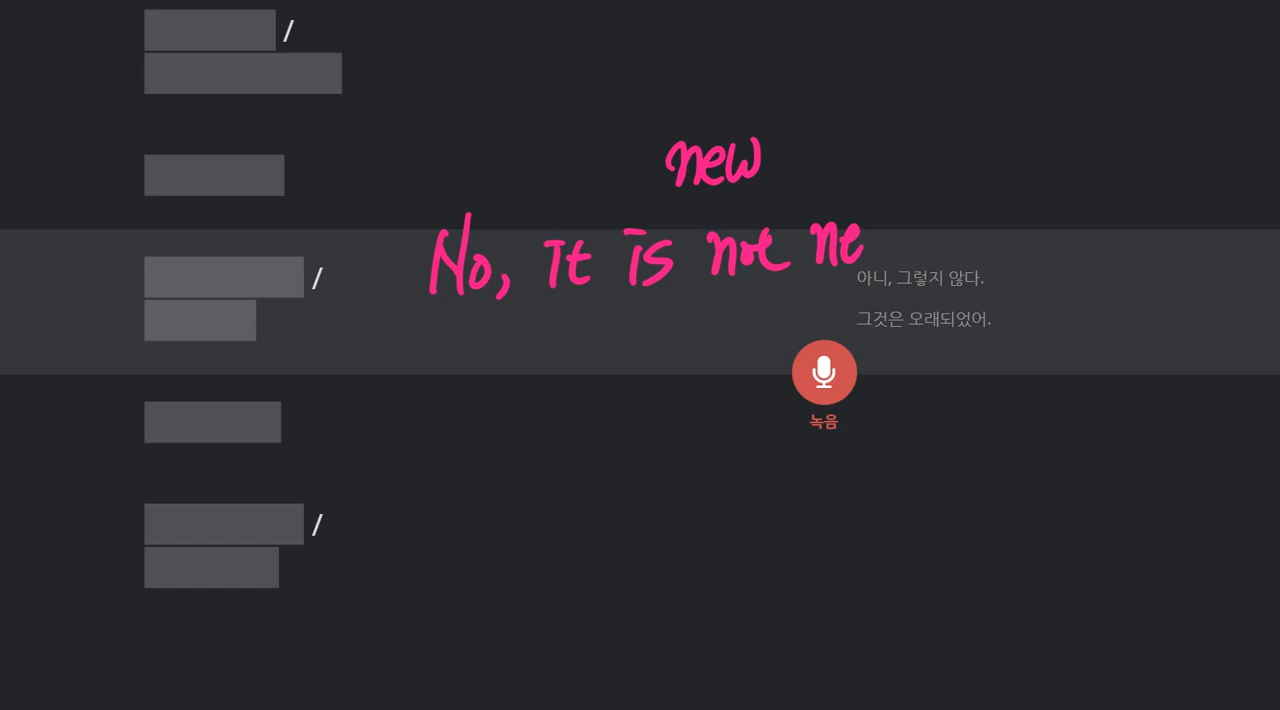 /
new
No, It is not ne
/
아니, 그렇지 않다.
그것은 오래되었어.
녹음
/